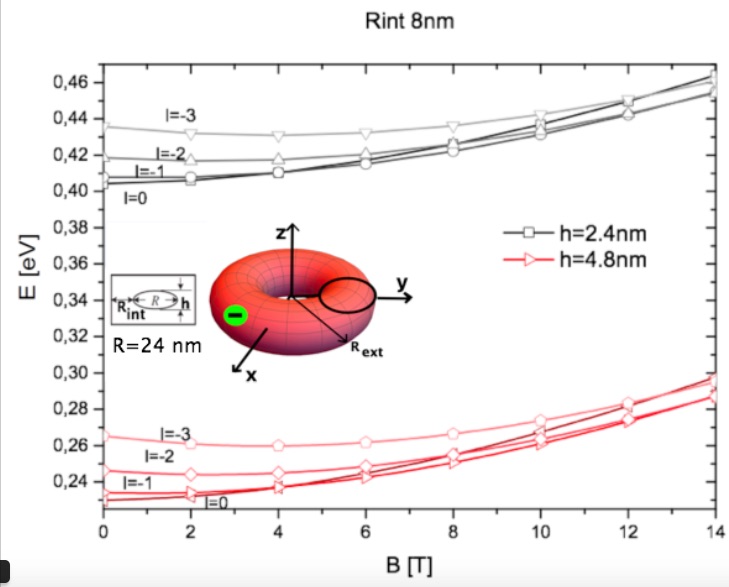 Rint 8nm
0,46
0,44
0,42
0,40
0,38
0,36
0,34
0,32
0,30
0,28
0,26
0,24
E [eV]
l=-3
l=-2
l=-1
l=0
h=2.4nm
h=4.8nm
z
y
x
Rext
Rint
R
h
R=24 nm
l=-3
l=-2
l=-1
l=0
0 2 4 6 8 10 12 14
B [T]